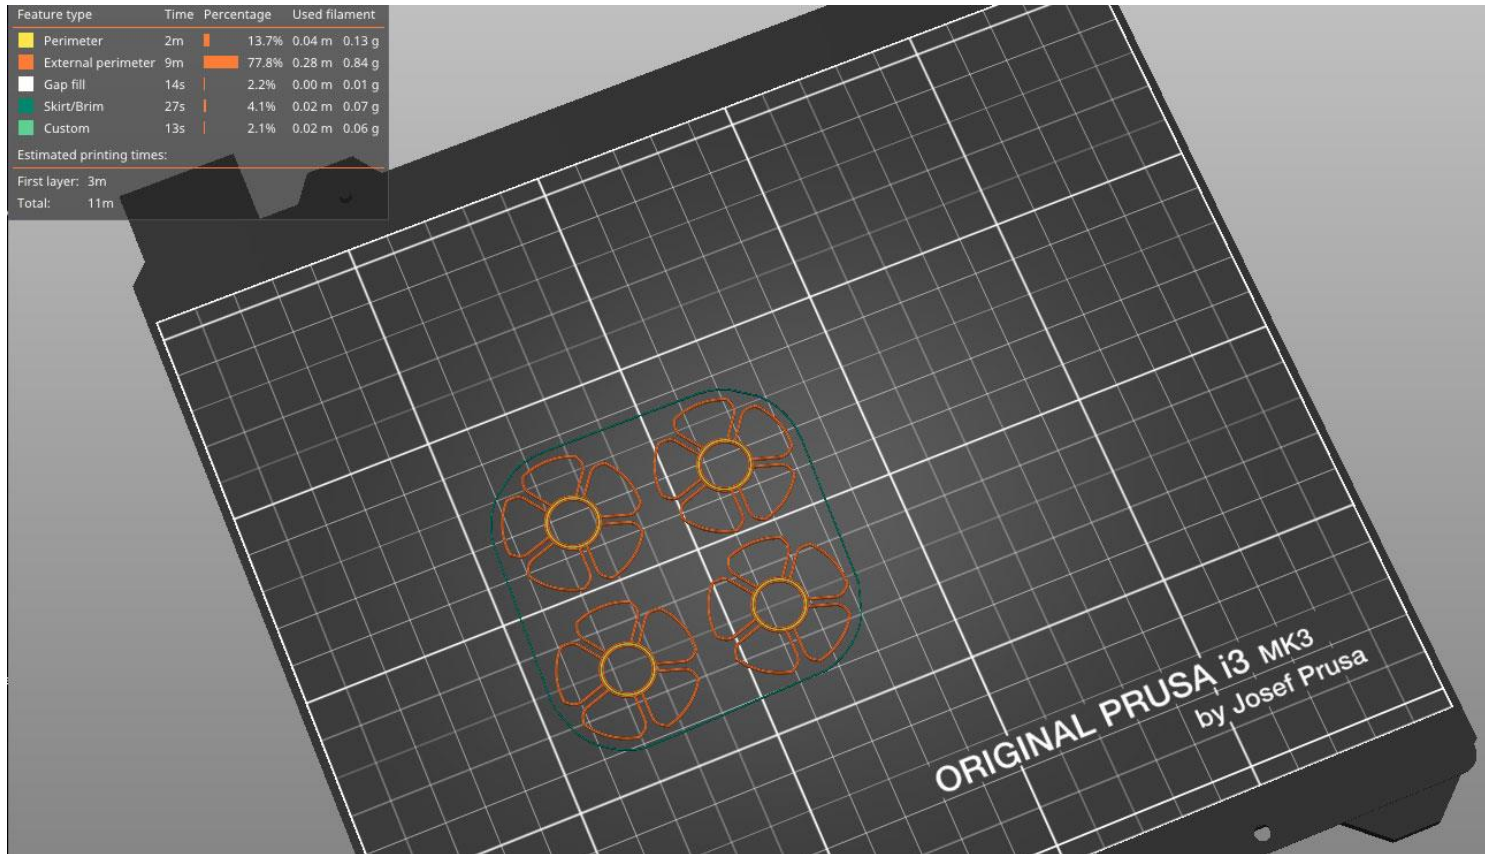 Feature type Time Percentage Used filament
Perimeter 2m 13.7% 0.04 m 0.13 g
External perimeter 9m 77.8% 0.28 m 0.84 g
Gap fill 14s 2.2% 0.00 m 0.01 g
Skirt/Brim 27s 4.1% 0.02 m 0.07 g
Custom 13s 2.1% 0.02 m 0.06 g
Estimated printing times:
First layer: 3m
Total: 11m
ORIGINAL PRUSA i3 MK3
by Josef Prusa